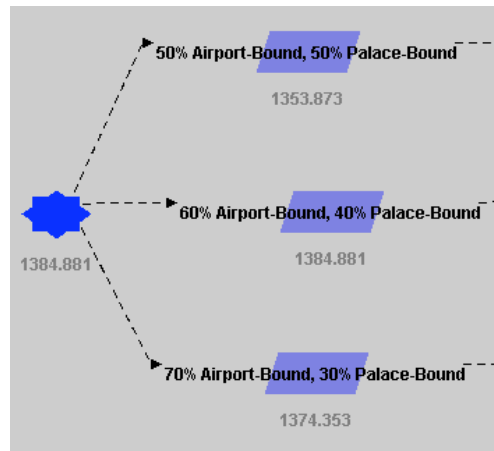 50% Airport-Bound, 50% Palace-Bound
1353.873
60% Airport-Bound, 40% Palace-Bound
1384.881
1384.881
70% Airport-Bound, 30% Palace-Bound
1374.353